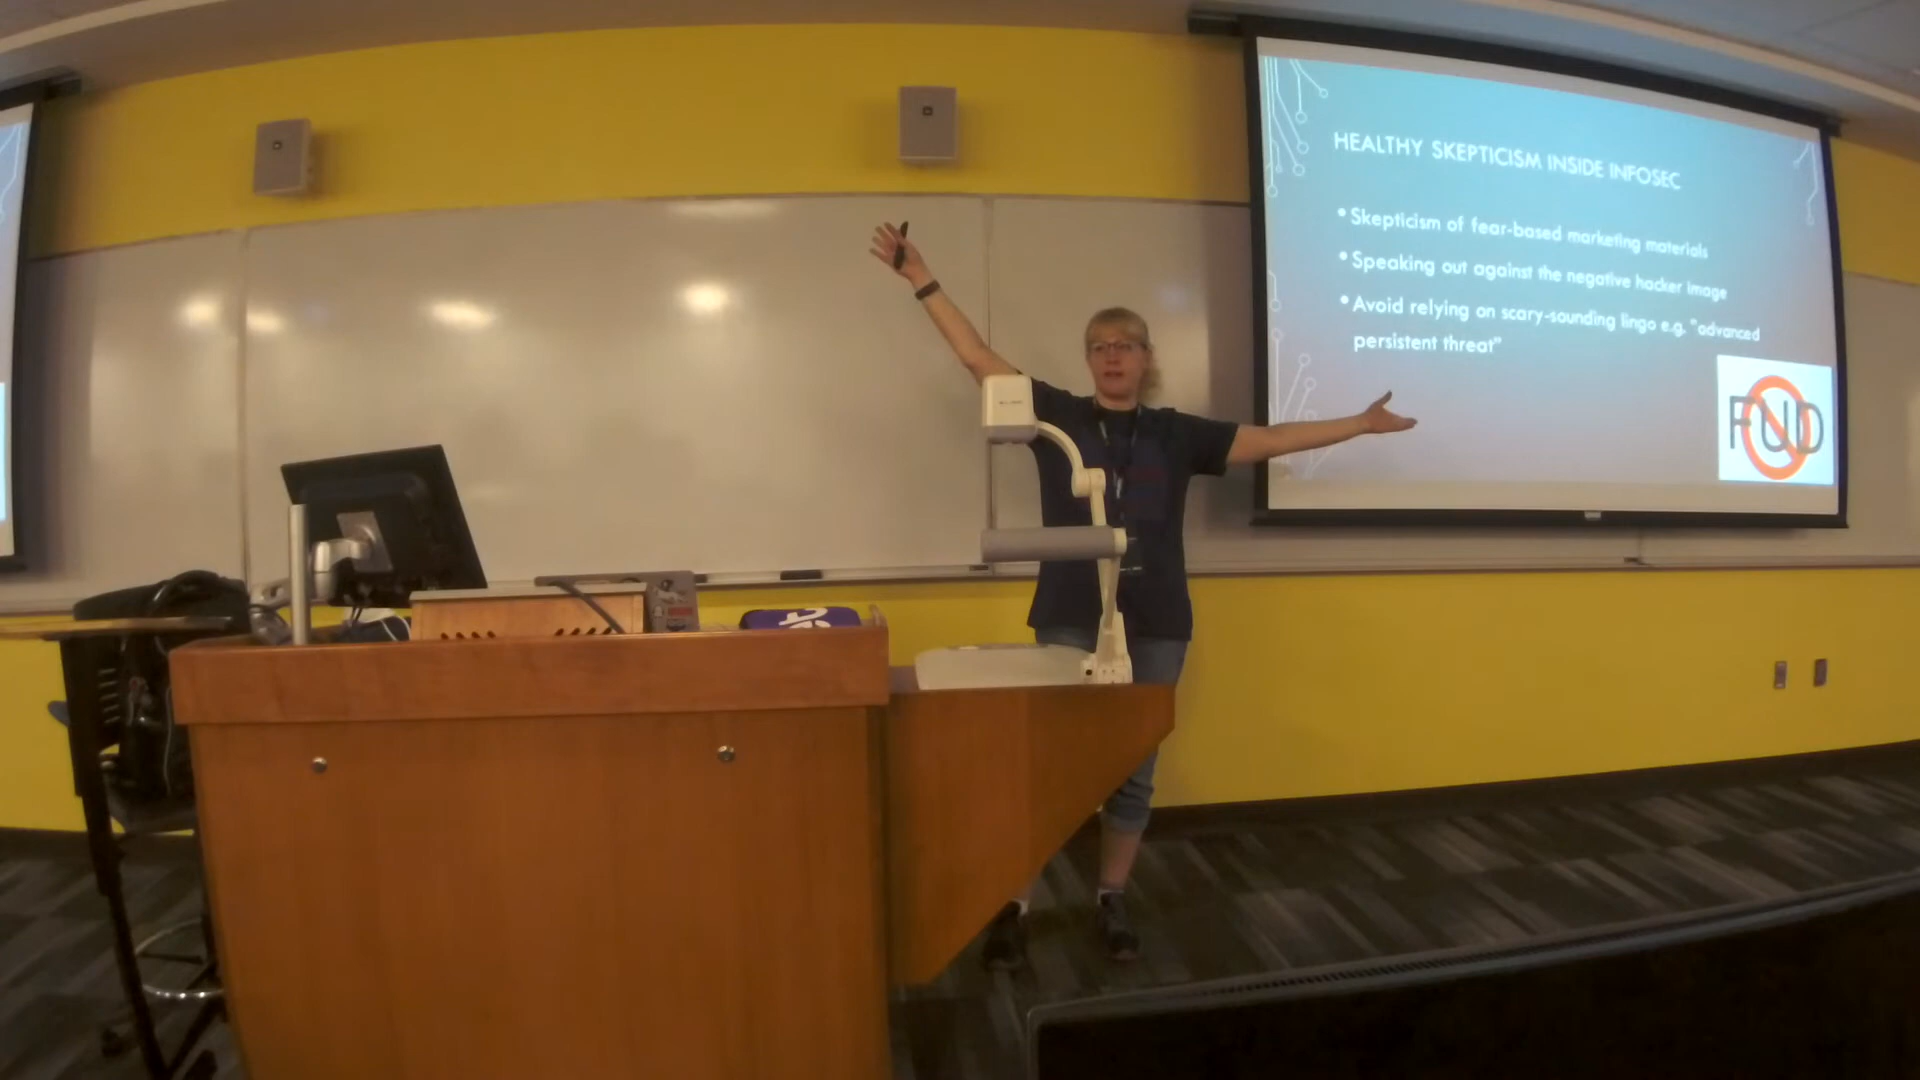 HEALTHY SKEPTICISM INSIDE INFOSEC
• Skepticism of fear-based marketing materials
• Speaking out against the negative hacker image
• Avoid relying on scary-sounding lingo e.g. "advanced
persistent threat"
FUD